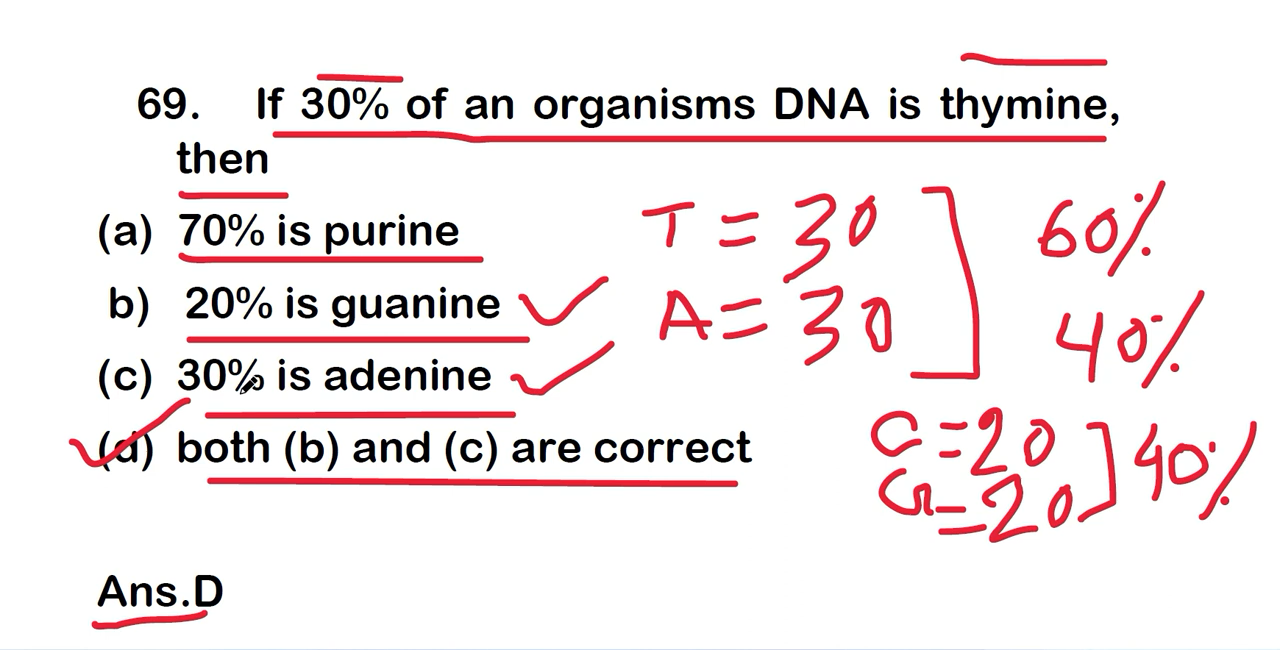 69. If 30% of an organisms DNA is thymine,
then
(a) 70% is purine
b) 20% is guanine
(c) 30% is adenine
(d) both (b) and (c) are correct
Ans.D
T = 30
A = 30
60%
40%
C = 20
G = 20
40%